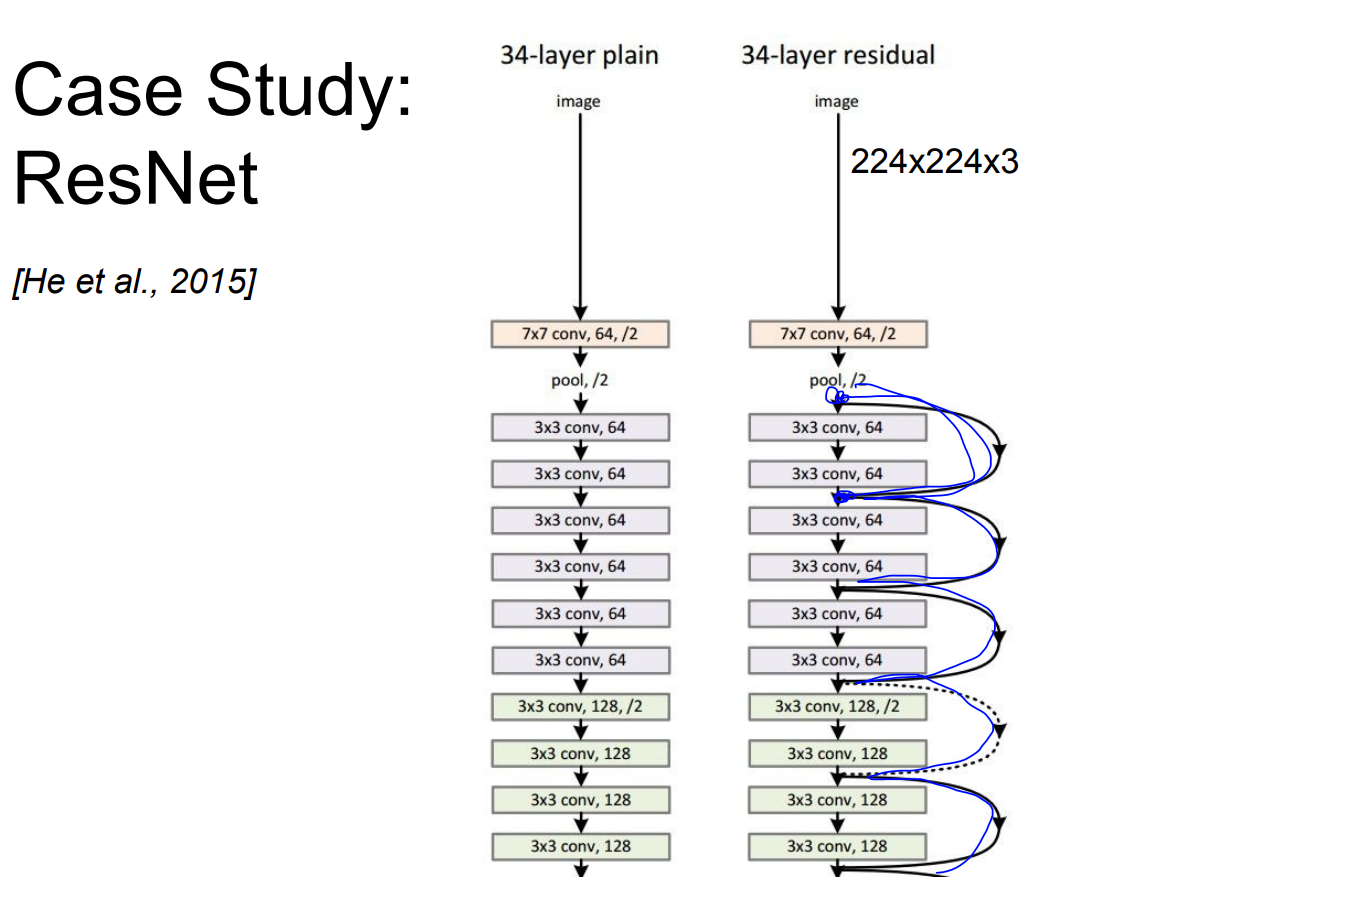 Case Study:
ResNet
[He et al., 2015]
34-layer plain
image
7x7 conv, 64, /2
pool, /2
3x3 conv, 64
3x3 conv, 64
3x3 conv, 64
3x3 conv, 64
3x3 conv, 64
3x3 conv, 64
3x3 conv, 128, /2
3x3 conv, 128
3x3 conv, 128
3x3 conv, 128
34-layer residual
image
224x224x3
7x7 conv, 64, /2
pool, /2
3x3 conv, 64
3x3 conv, 64
3x3 conv, 64
3x3 conv, 64
3x3 conv, 64
3x3 conv, 64
3x3 conv, 128, /2
3x3 conv, 128
3x3 conv, 128
3x3 conv, 128